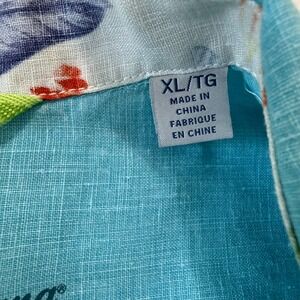 XL/TG
MADE IN
CHINA
FABRIQUE
EN CHINE